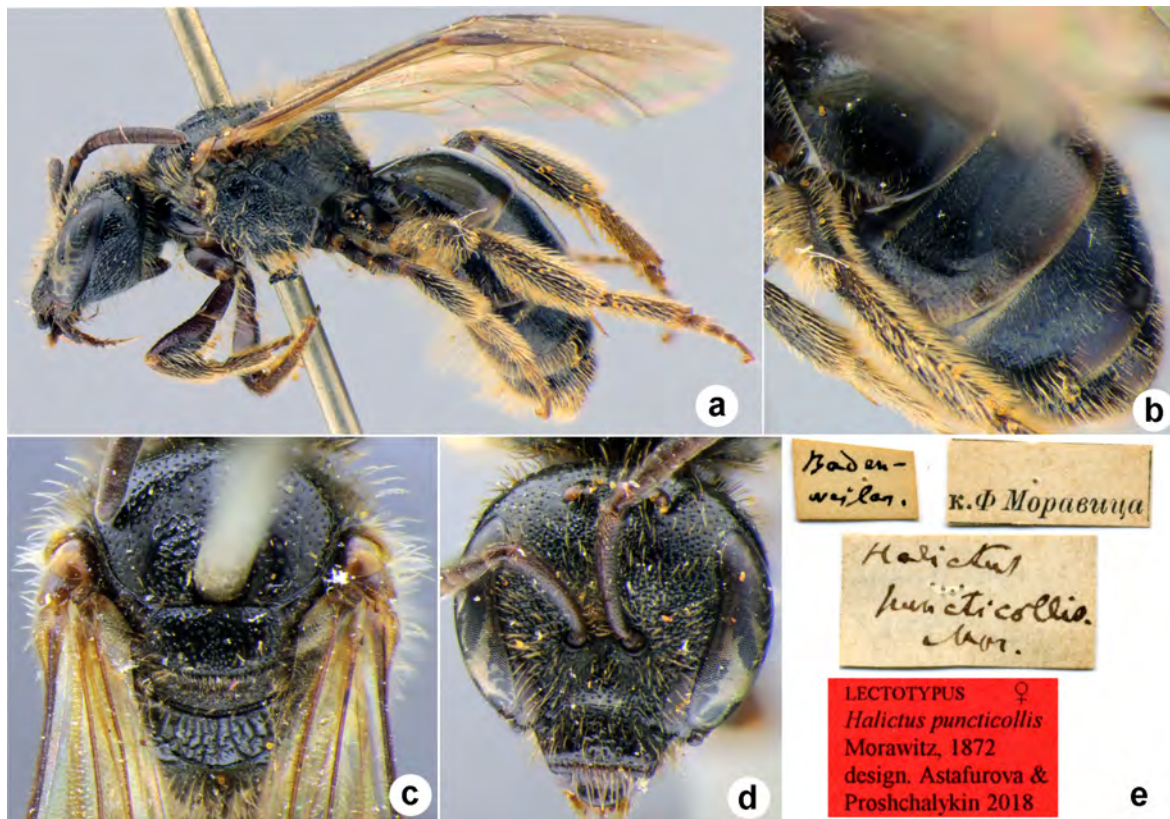 a
b
c
d
Baden-
weiler.
к. Ф Моравица
Halictus
puncticollis.
Mor.
LECTOTYPUS ♀
Halictus puncticollis
Morawitz, 1872
design. Astafurova &
Proshchalykin 2018
e